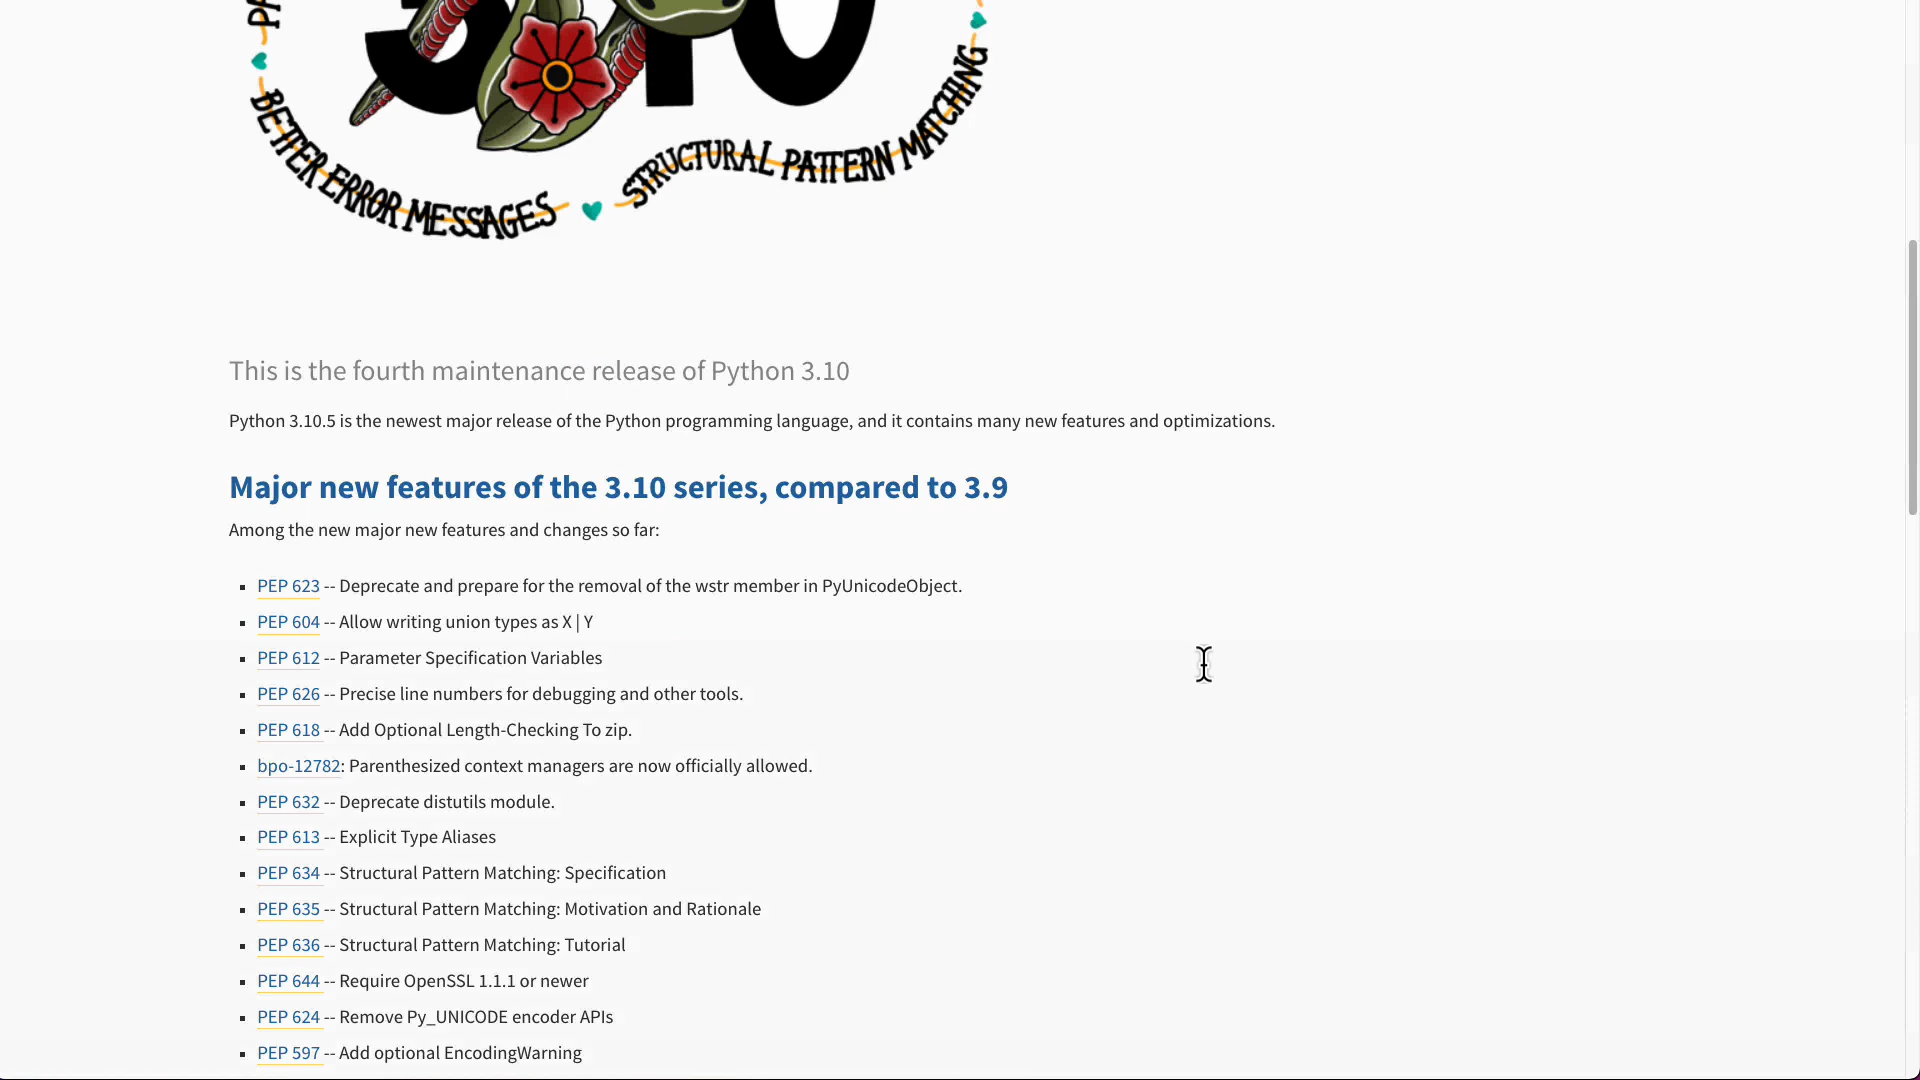 3.10
BETTER ERROR MESSAGES
STRUCTURAL PATTERN MATCHING
This is the fourth maintenance release of Python 3.10
Python 3.10.5 is the newest major release of the Python programming language, and it contains many new features and optimizations.
Major new features of the 3.10 series, compared to 3.9
Among the new major new features and changes so far:
PEP 623 -- Deprecate and prepare for the removal of the wstr member in PyUnicodeObject.
PEP 604 -- Allow writing union types as X | Y
PEP 612 -- Parameter Specification Variables
PEP 626 -- Precise line numbers for debugging and other tools.
PEP 618 -- Add Optional Length-Checking To zip.
bpo-12782: Parenthesized context managers are now officially allowed.
PEP 632 -- Deprecate distutils module.
PEP 613 -- Explicit Type Aliases
PEP 634 -- Structural Pattern Matching: Specification
PEP 635 -- Structural Pattern Matching: Motivation and Rationale
PEP 636 -- Structural Pattern Matching: Tutorial
PEP 644 -- Require OpenSSL 1.1.1 or newer
PEP 624 -- Remove Py_UNICODE encoder APIs
PEP 597 -- Add optional EncodingWarning